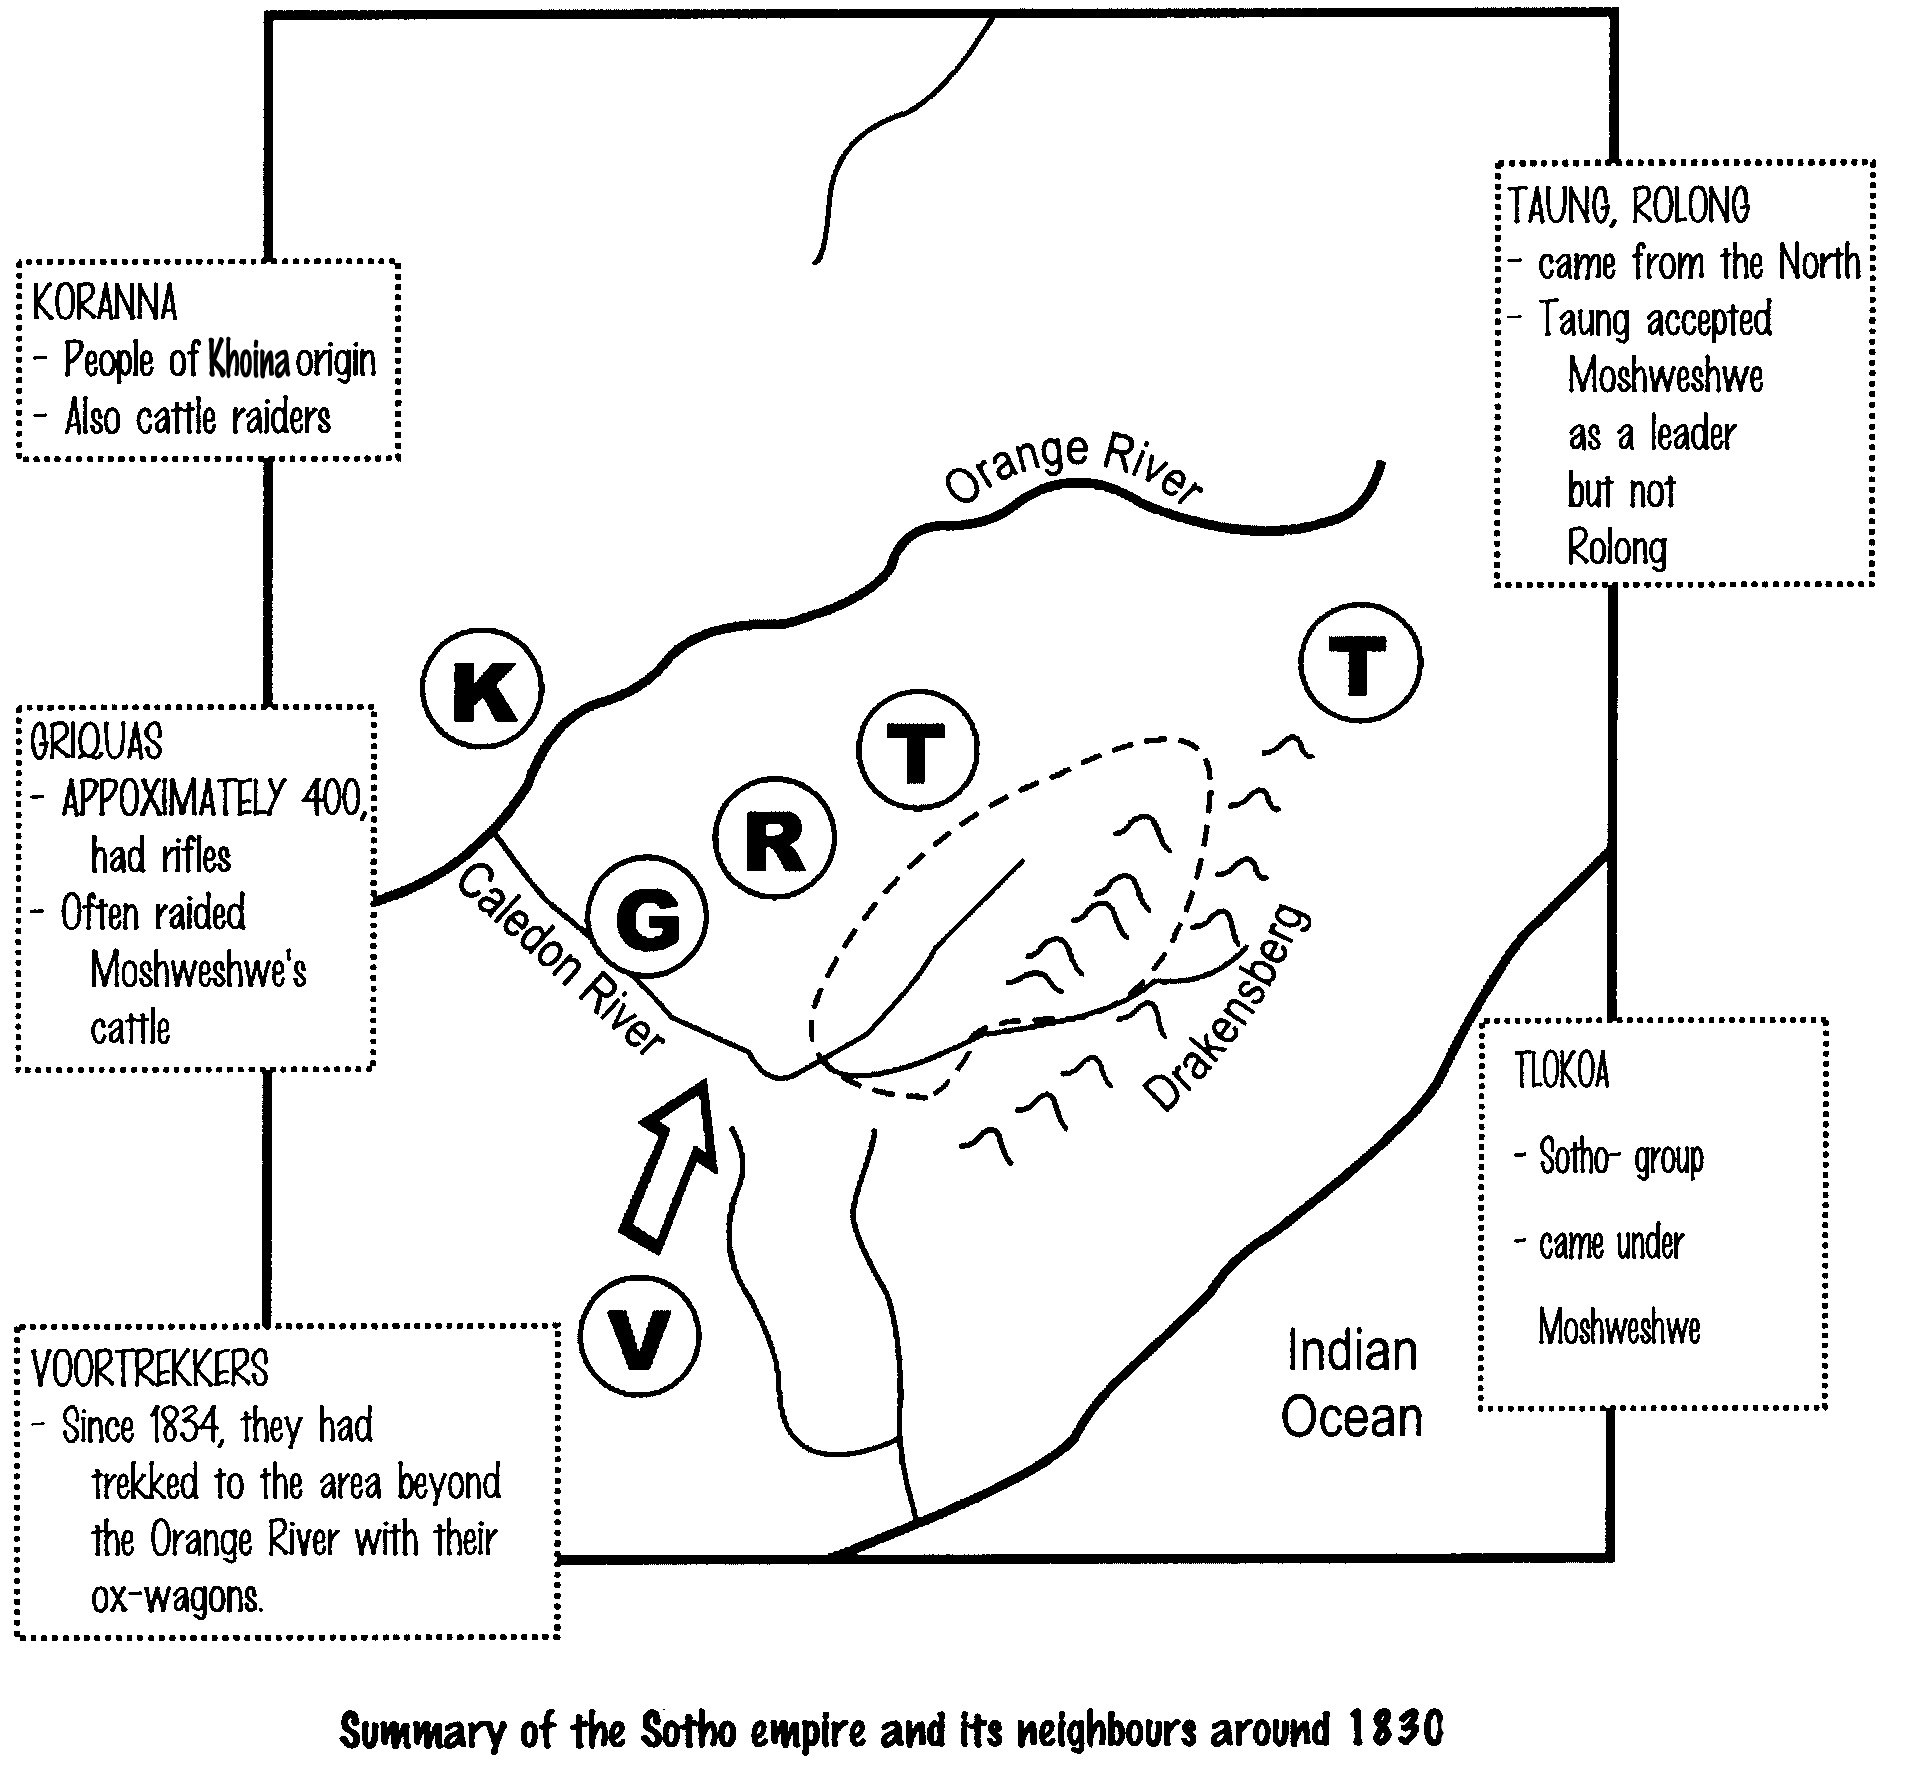 KORANNA
- People of Khoina origin
- Also cattle raiders
GRIQUAS
- APPOXIMATELY 400,
had rifles
- Often raided
Moshweshwe's
cattle
VOORTREKKERS
- Since 1834, they had
trekked to the area beyond
the Orange River with their
ox-wagons.
Orange River
K
T
T
R
G
Caledon River
Drakensberg
V
Indian
Ocean
TAUNG, ROLONG
- came from the North
- Taung accepted
Moshweshwe
as a leader
but not
Rolong
TLOKOA
- Sotho- group
- came under
Moshweshwe
Summary of the Sotho empire and its neighbours around 1830